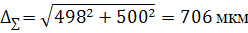 Δ_Σ = √(498² + 500²) = 706 мкм